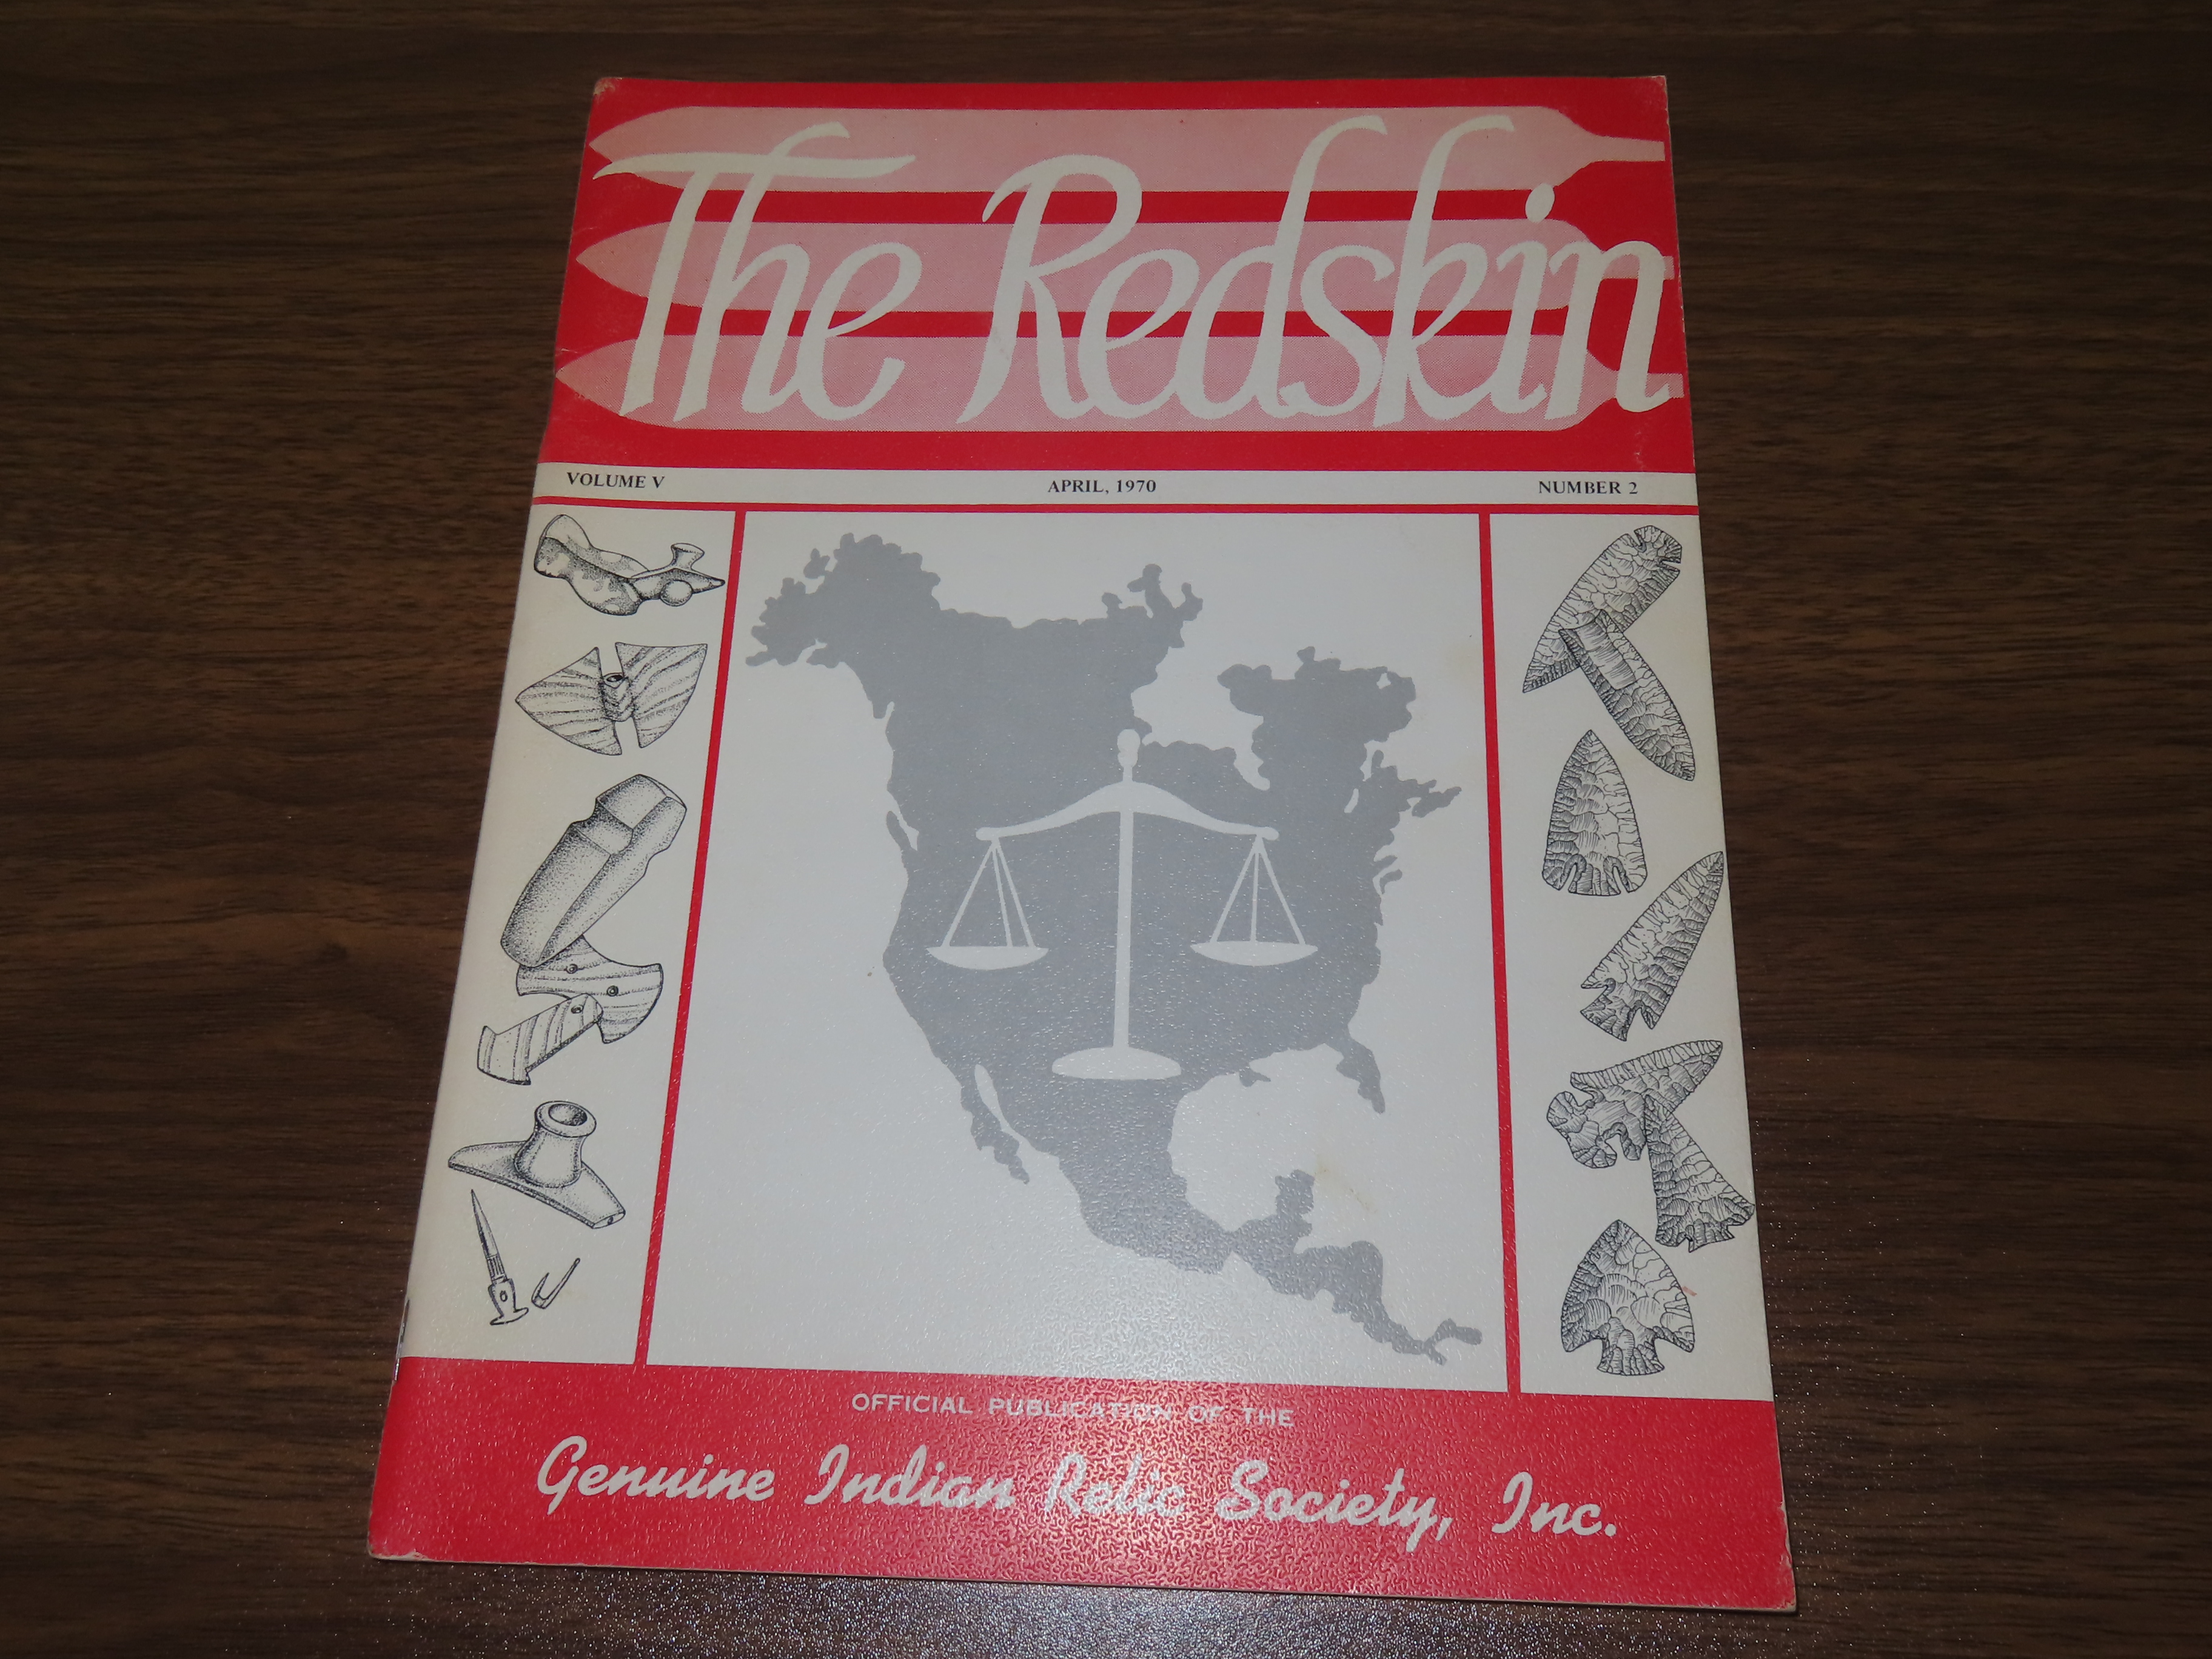 The Redskin
VOLUME V APRIL, 1970 NUMBER 2
OFFICIAL PUBLICATION OF THE
Genuine Indian Relic Society, Inc.